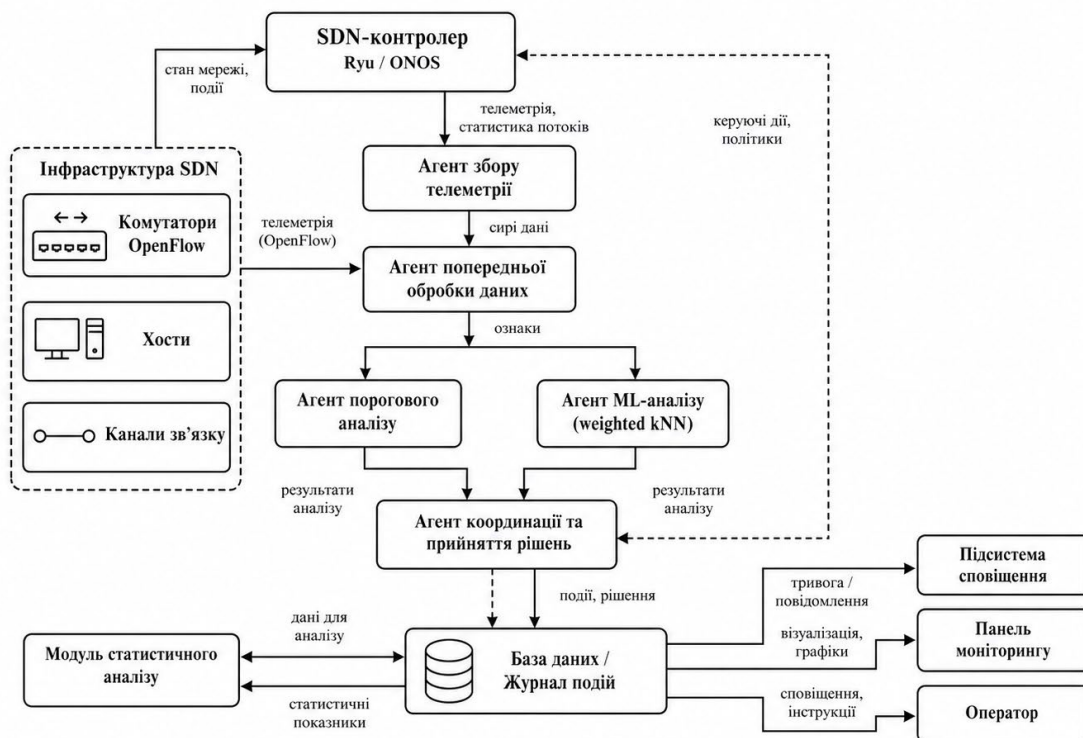 SDN-контролер
Ryu / ONOS
стан мережі,
події
телеметрія,
статистика потоків
керуючі дії,
політики
Інфраструктура SDN
Комутатори
OpenFlow
Хости
Канали зв’язку
Агент збору
телеметрії
телеметрія
(OpenFlow)
сирі дані
Агент попередньої
обробки даних
ознаки
Агент порогового
аналізу
Агент ML-аналізу
(weighted kNN)
результати
аналізу
результати
аналізу
Агент координації та
прийняття рішень
події, рішення
дані для
аналізу
Модуль статистичного
аналізу
статистичні
показники
База даних /
Журнал подій
тривога /
повідомлення
візуалізація,
графіки
сповіщення,
інструкції
Підсистема
сповіщення
Панель
моніторингу
Оператор